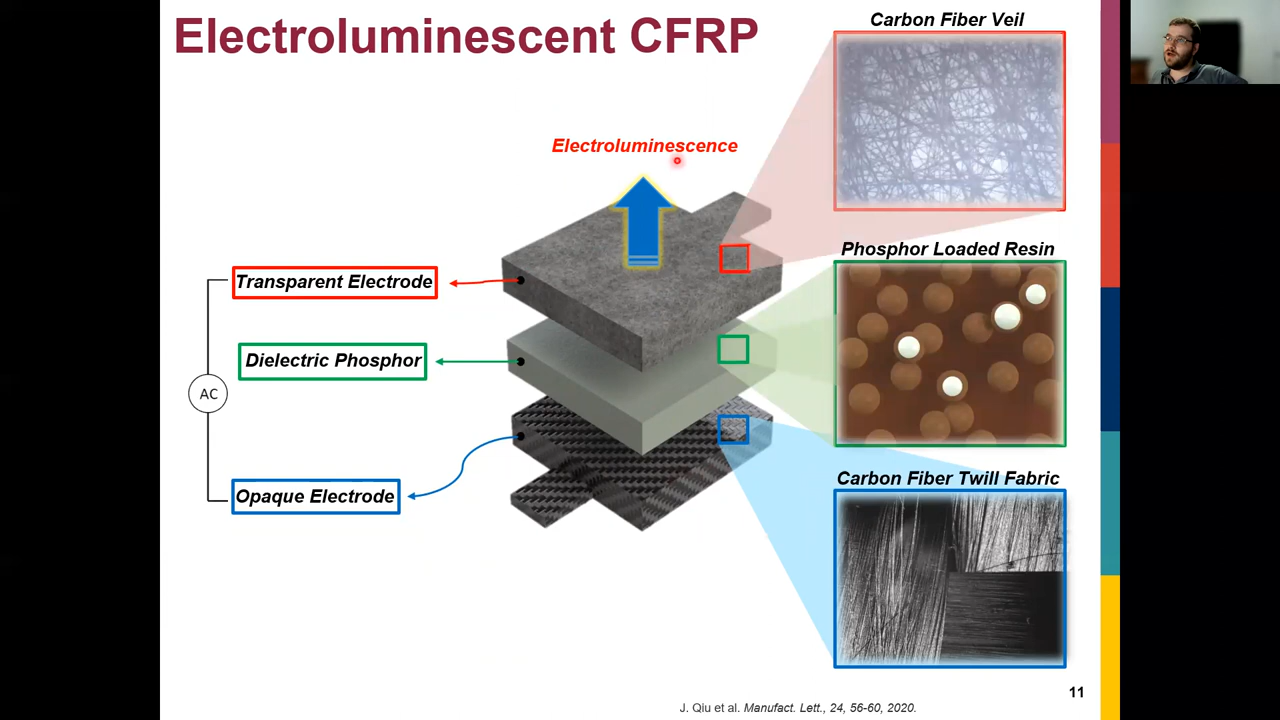 Electroluminescent CFRP
Carbon Fiber Veil
Electroluminescence
Phosphor Loaded Resin
Transparent Electrode
Dielectric Phosphor
AC
Carbon Fiber Twill Fabric
Opaque Electrode
11
J. Qiu et al. Manufact. Lett., 24, 56-60, 2020.